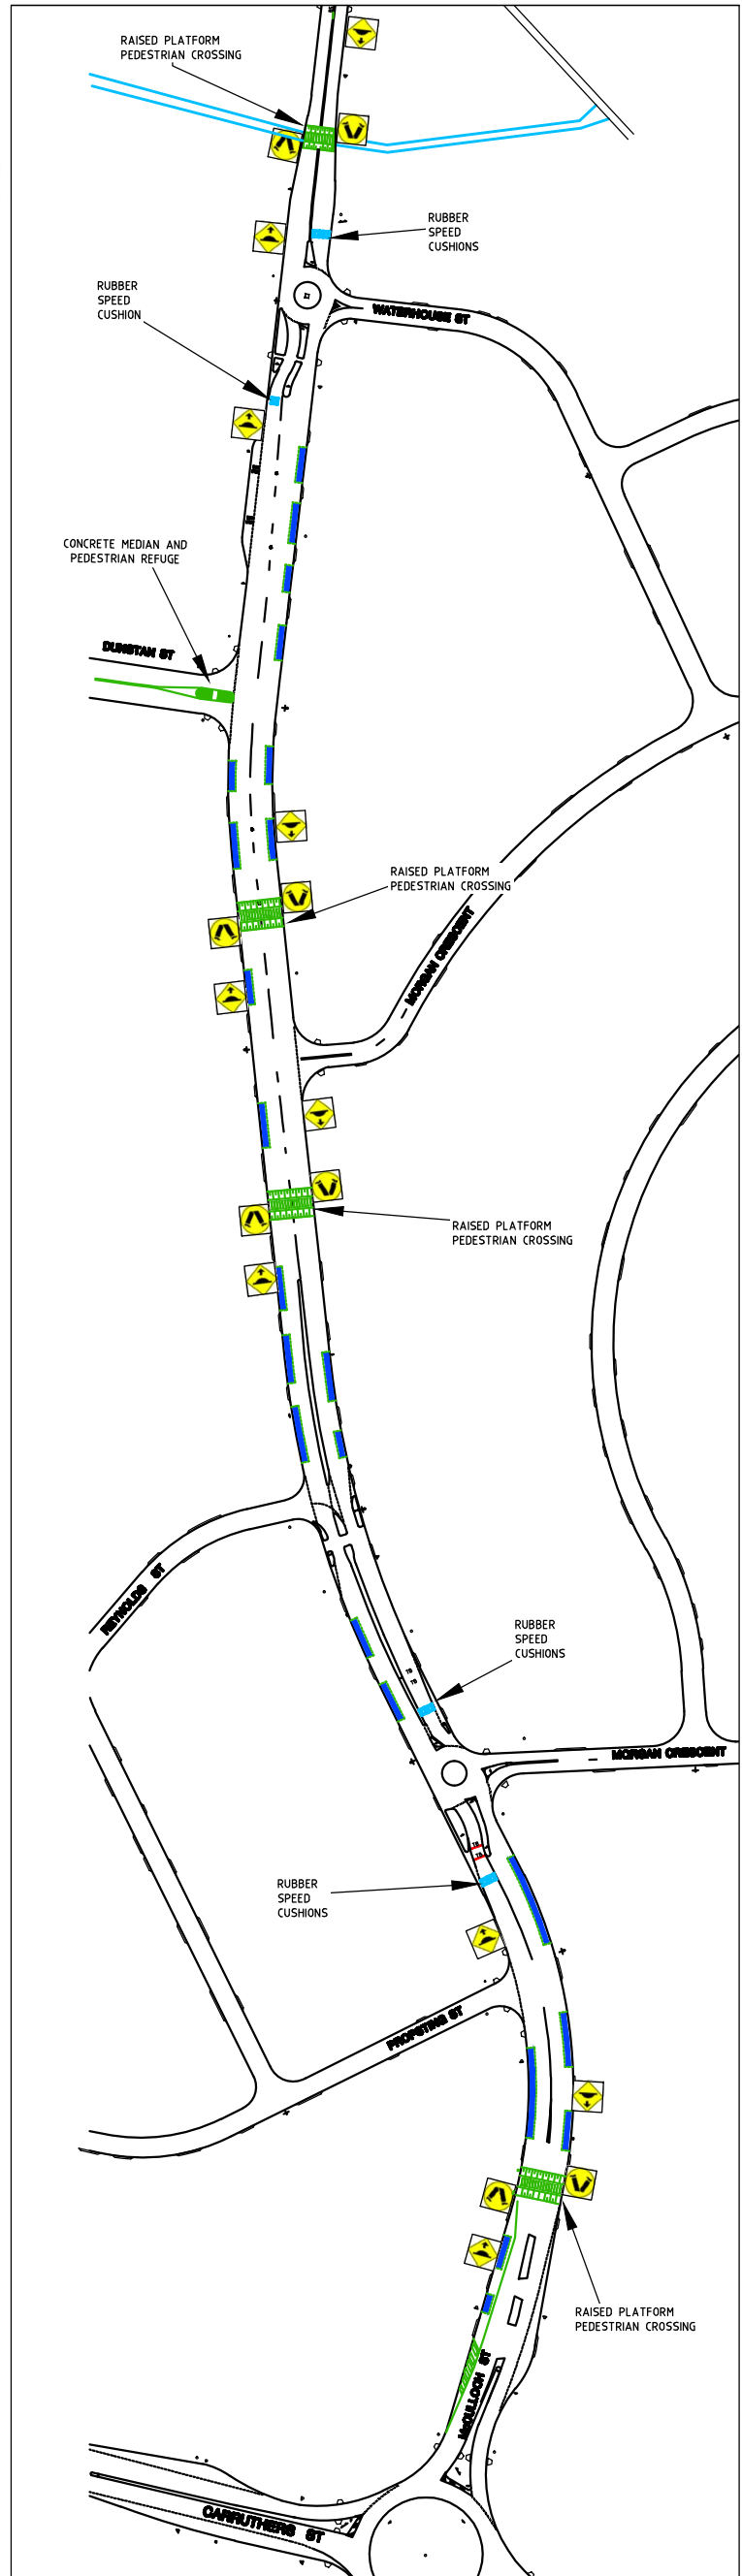 RAISED PLATFORM
PEDESTRIAN CROSSING
RUBBER
SPEED
CUSHIONS
RUBBER
SPEED
CUSHION
WATERHOUSE ST
CONCRETE MEDIAN AND
PEDESTRIAN REFUGE
DUNSTAN ST
RAISED PLATFORM
PEDESTRIAN CROSSING
MORGAN CRESCENT
RAISED PLATFORM
PEDESTRIAN CROSSING
REYNOLDS ST
RUBBER
SPEED
CUSHIONS
MORGAN CRESCENT
RUBBER
SPEED
CUSHIONS
PROPSTING ST
RAISED PLATFORM
PEDESTRIAN CROSSING
McCULLOCH ST
CARRUTHERS ST